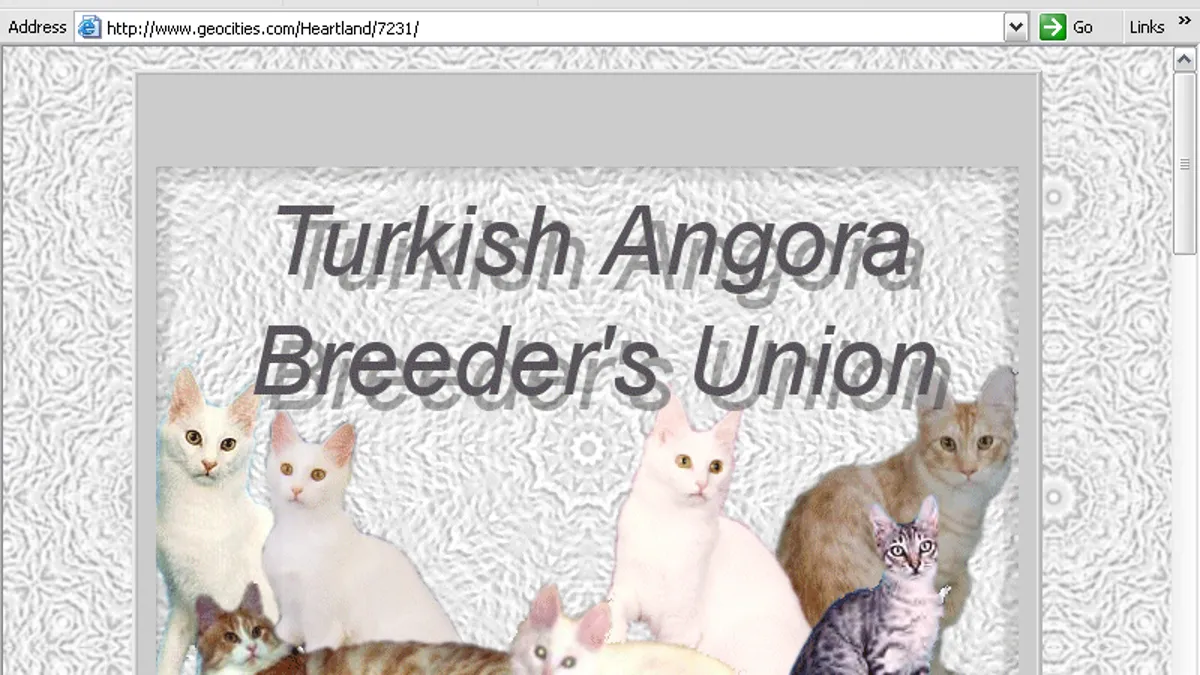 Address http://www.geocities.com/Heartland/7231/ Go Links »
Turkish Angora
Breeder's Union